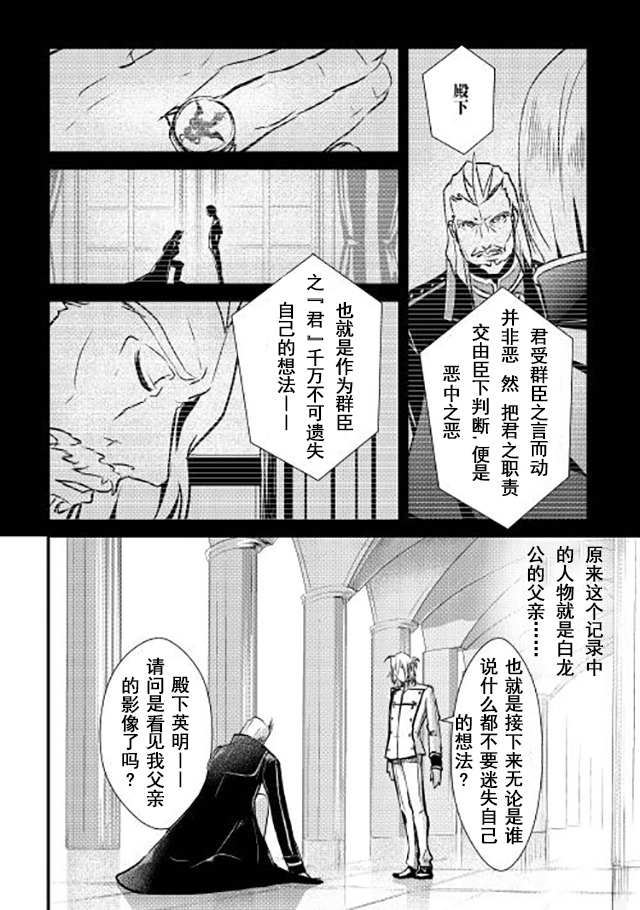 殿下
君受群臣之言而动
并非恶 然 把君之职责
交由臣下判断,便是
恶中之恶
也就是作为群臣
之『君』千万不可遗失
自己的想法——
原来这个记录中
的人物就是白龙
公的父亲……
也就是接下来无论是谁
说什么都不要迷失自己
的想法?
殿下英明——
请问是看见我父亲
的影像了吗?